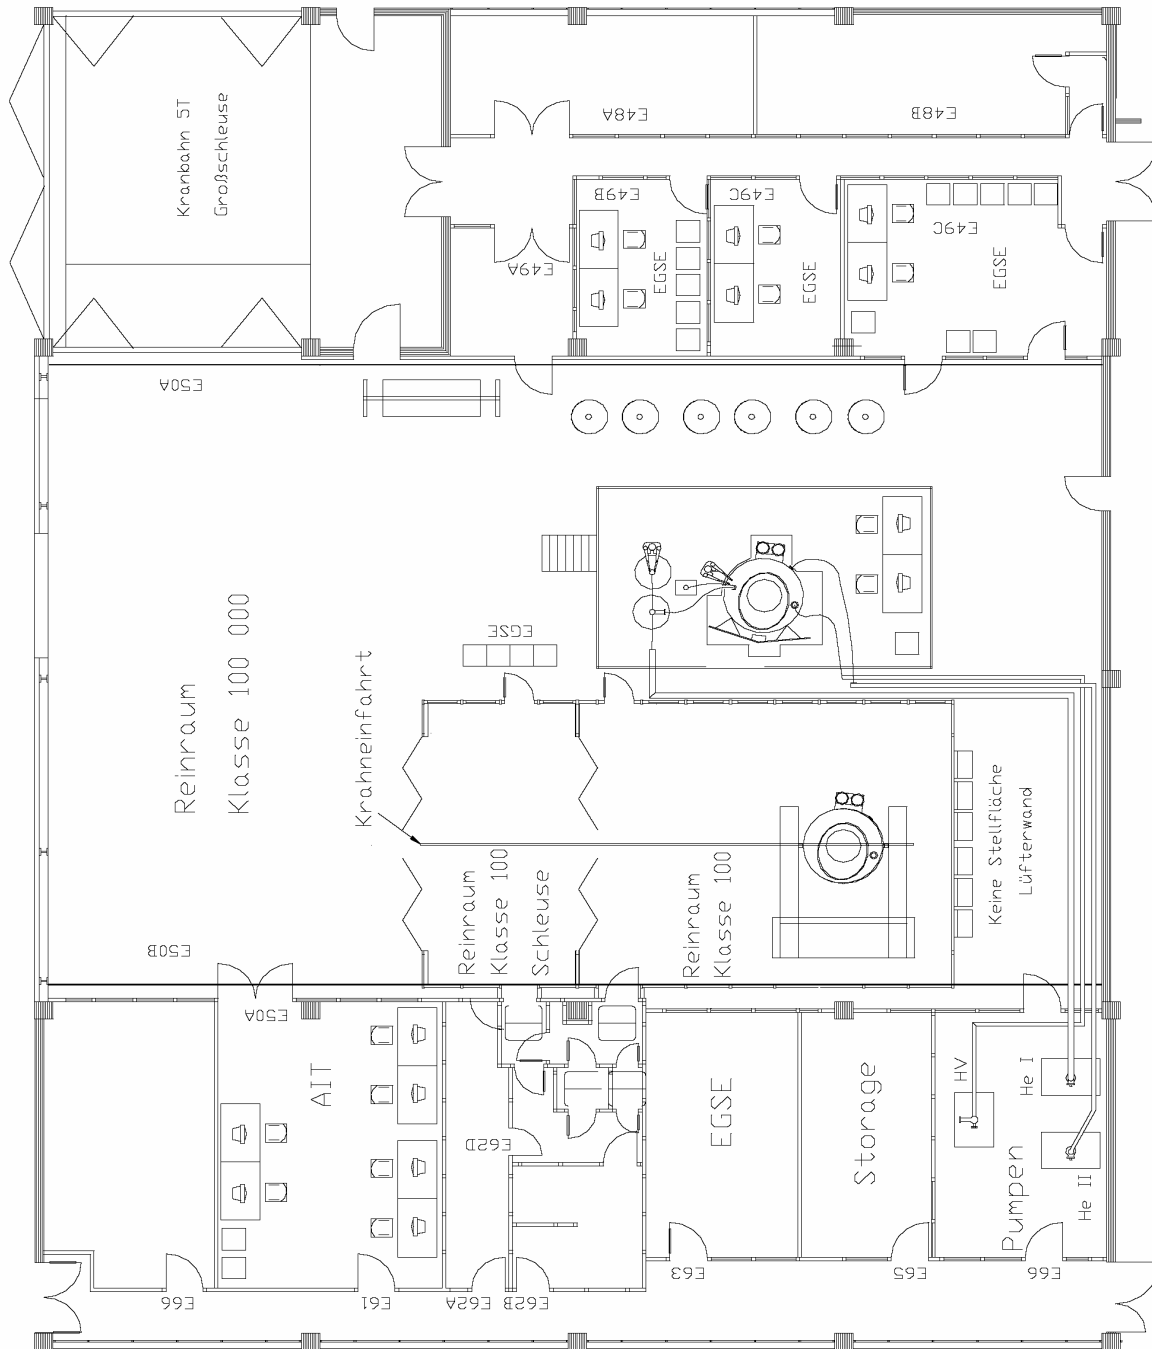 Kranbahn 5T
Großschleuse
E48A
E48B
E49B
E49C
E49C
E49A
EGSE
EGSE
EGSE
E50A
EGSE
Reinraum
Klasse 100 000
Krahneinfahrt
Reinraum
Klasse 100
Schleuse
Reinraum
Klasse 100
Keine Stellfläche
Lüfterwand
E50B
E50A
AIT
E62D
EGSE
Storage
Pumpen
HV
He I
He II
E66
E61
E62A
E62B
E63
E65
E66